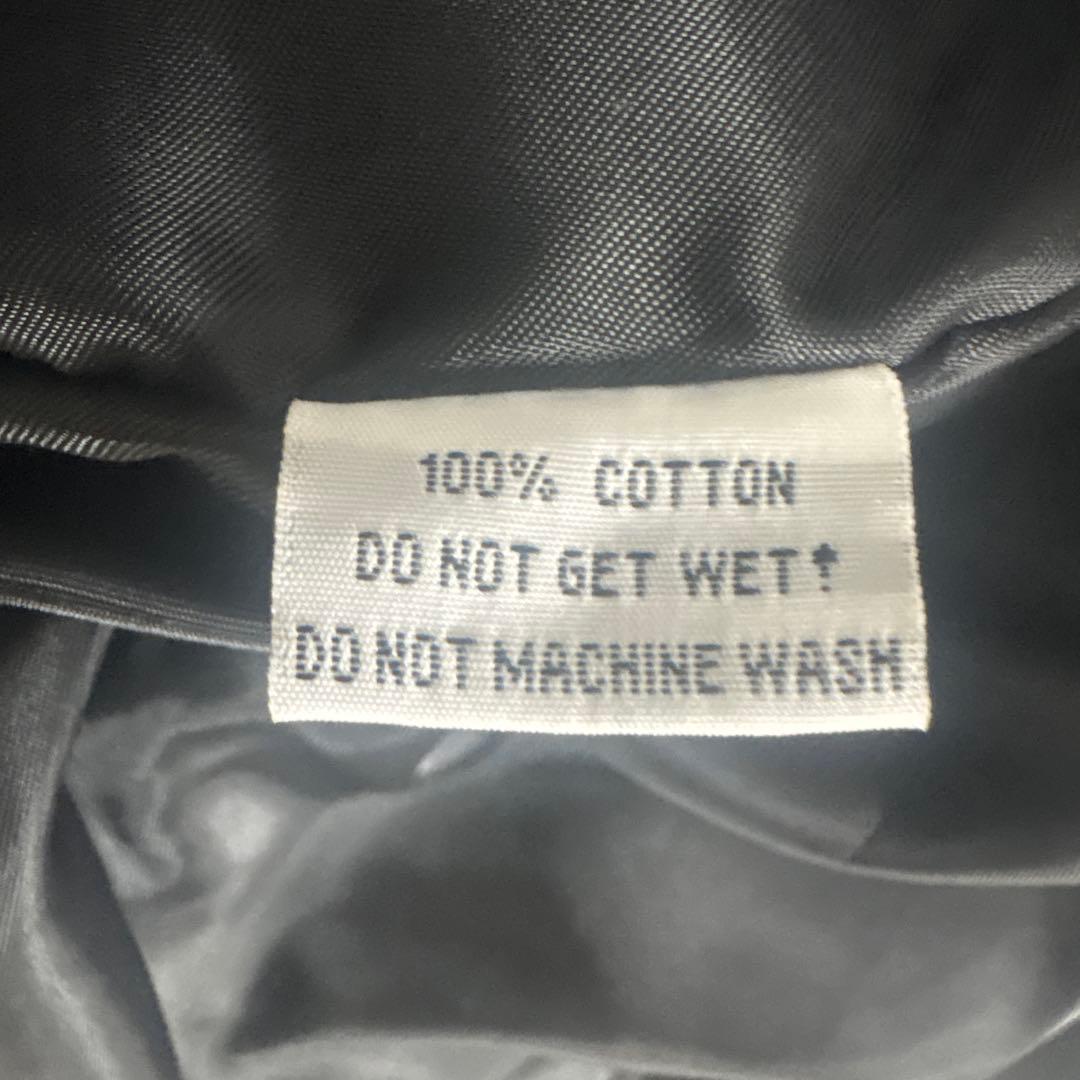 100% COTTON
DO NOT GET WET!
DO NOT MACHINE WASH